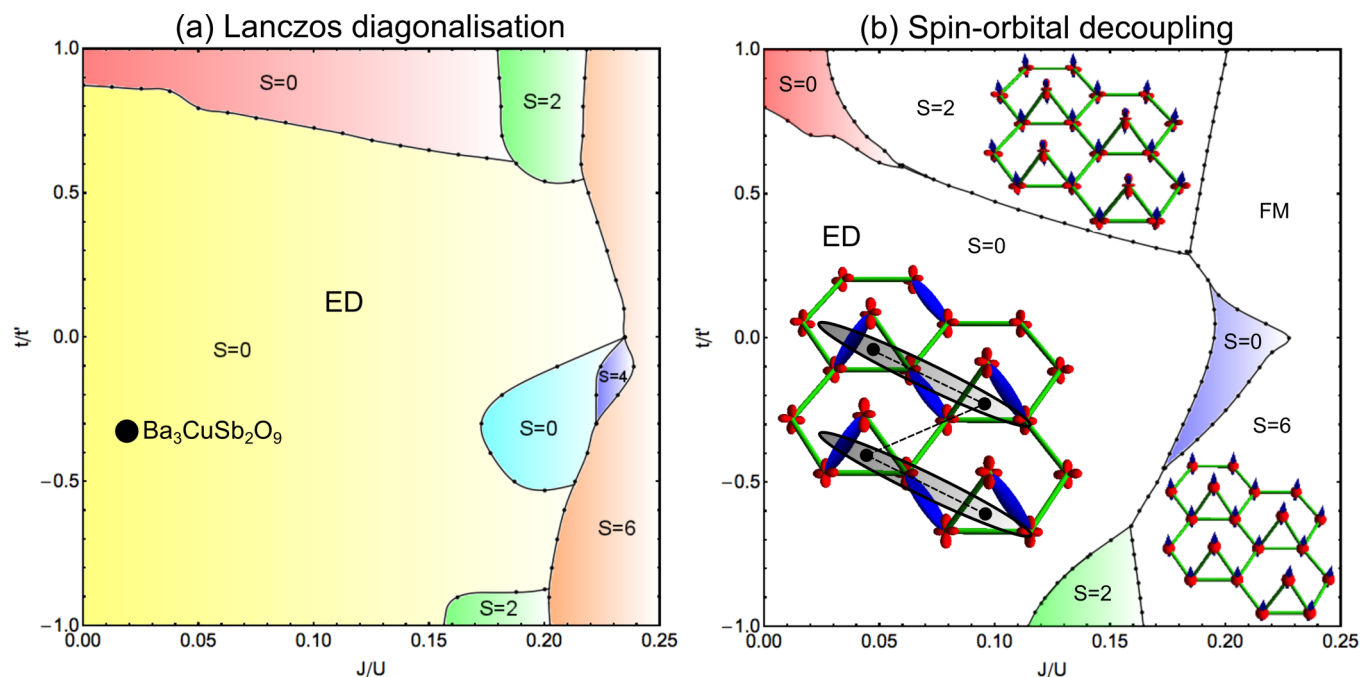 (a) Lanczos diagonalisation
1.0
0.5
0.0
−0.5
−1.0
t/t'
S=0
S=2
ED
S=0
S=4
S=0
Ba₃CuSb₂O₉
S=6
S=2
0.00 0.05 0.10 0.15 0.20 0.25
J/U
(b) Spin-orbital decoupling
1.0
0.5
0.0
−0.5
−1.0
t/t'
S=0
S=2
FM
ED
S=0
S=0
S=6
S=2
0.00 0.05 0.10 0.15 0.20 0.25
J/U